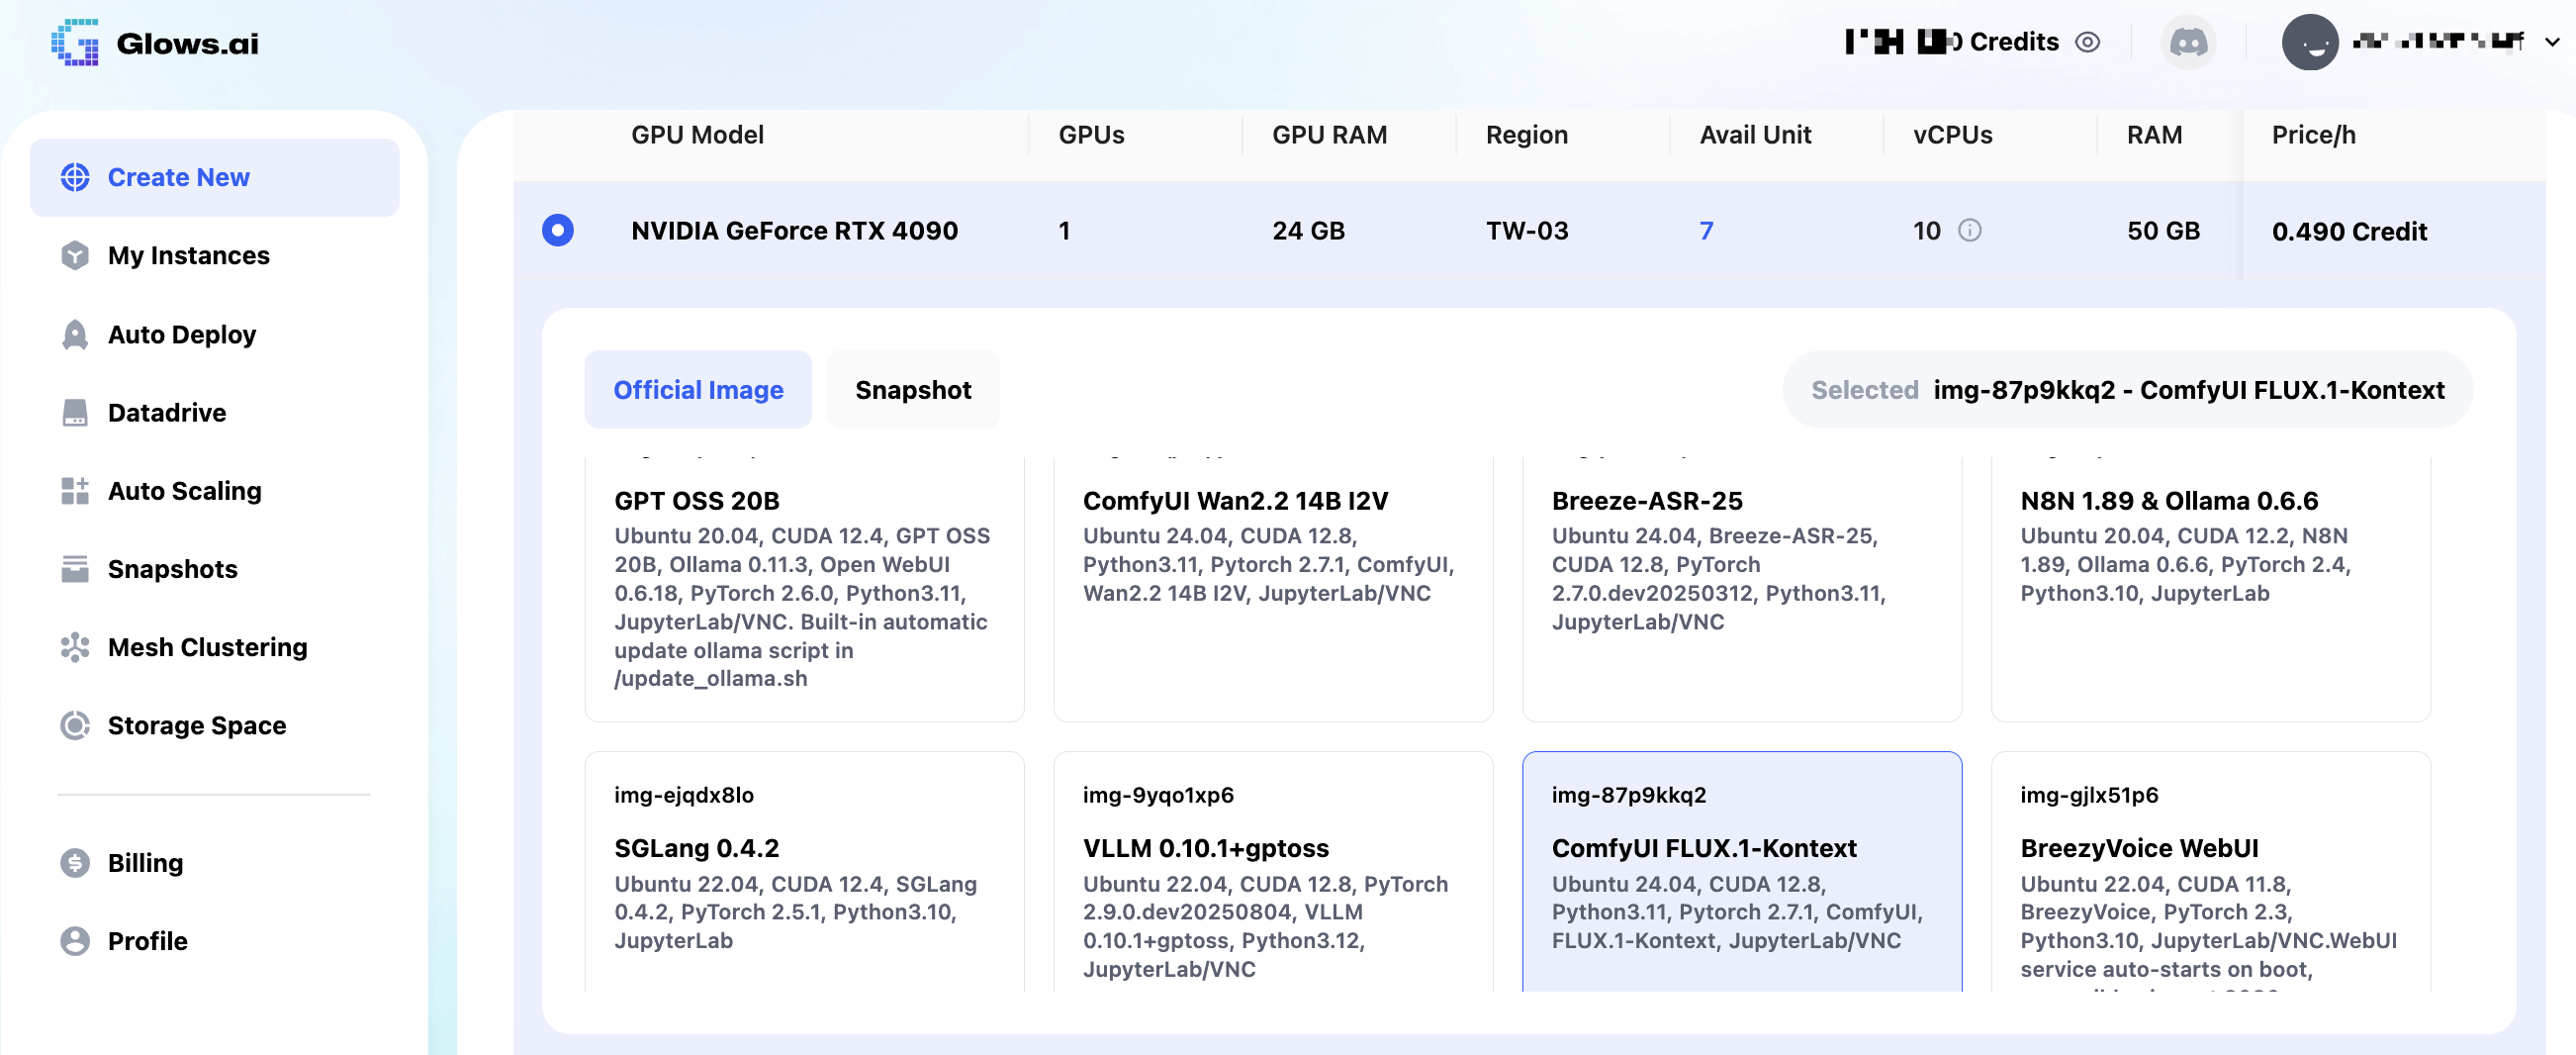 Glows.ai
Credits
Create New
My Instances
Auto Deploy
Datadrive
Auto Scaling
Snapshots
Mesh Clustering
Storage Space
Billing
Profile
GPU Model GPUs GPU RAM Region Avail Unit vCPUs RAM Price/h
NVIDIA GeForce RTX 4090 1 24 GB TW-03 7 10 50 GB 0.490 Credit
Official Image Snapshot Selected img-87p9kkq2 - ComfyUI FLUX.1-Kontext
GPT OSS 20B
Ubuntu 20.04, CUDA 12.4, GPT OSS
20B, Ollama 0.11.3, Open WebUI
0.6.18, PyTorch 2.6.0, Python3.11,
JupyterLab/VNC. Built-in automatic
update ollama script in
/update_ollama.sh
ComfyUI Wan2.2 14B I2V
Ubuntu 24.04, CUDA 12.8,
Python3.11, Pytorch 2.7.1, ComfyUI,
Wan2.2 14B I2V, JupyterLab/VNC
Breeze-ASR-25
Ubuntu 24.04, Breeze-ASR-25,
CUDA 12.8, PyTorch
2.7.0.dev20250312, Python3.11,
JupyterLab/VNC
N8N 1.89 & Ollama 0.6.6
Ubuntu 20.04, CUDA 12.2, N8N
1.89, Ollama 0.6.6, PyTorch 2.4,
Python3.10, JupyterLab
img-ejqdx8lo
SGLang 0.4.2
Ubuntu 22.04, CUDA 12.4, SGLang
0.4.2, PyTorch 2.5.1, Python3.10,
JupyterLab
img-9yqo1xp6
VLLM 0.10.1+gptoss
Ubuntu 22.04, CUDA 12.8, PyTorch
2.9.0.dev20250804, VLLM
0.10.1+gptoss, Python3.12,
JupyterLab/VNC
img-87p9kkq2
ComfyUI FLUX.1-Kontext
Ubuntu 24.04, CUDA 12.8,
Python3.11, Pytorch 2.7.1, ComfyUI,
FLUX.1-Kontext, JupyterLab/VNC
img-gjlx51p6
BreezyVoice WebUI
Ubuntu 22.04, CUDA 11.8,
BreezyVoice, PyTorch 2.3,
Python3.10, JupyterLab/VNC.WebUI
service auto-starts on boot,